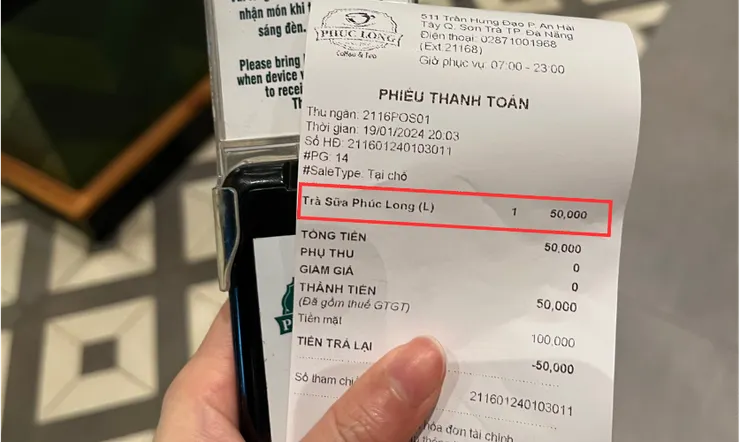 nhận món khi
sáng đèn.
Please bring
when device
to recei
Th
PHUC LONG
Coffee & Tea
511 Trần Hưng Đạo P. An Hải
Tây Q. Sơn Trà TP. Đà Nẵng
Điện thoại: 02871001968
(Ext.21168)
Giờ phục vụ: 07:00 - 23:00
PHIẾU THANH TOÁN
Thu ngân: 2116POS01
Thời gian: 19/01/2024 20:03
Số HĐ: 211601240103011
#PG: 14
#SaleType: Tại chỗ
Trà Sữa Phúc Long (L) 1 50,000
TỔNG TIỀN 50,000
PHỤ THU 0
GIẢM GIÁ 0
THÀNH TIỀN 50,000
(Đã gồm thuế GTGT)
Tiền mặt 100,000
TIỀN TRẢ LẠI -50,000
Số tham chi 211601240103011
hóa đơn tài chính